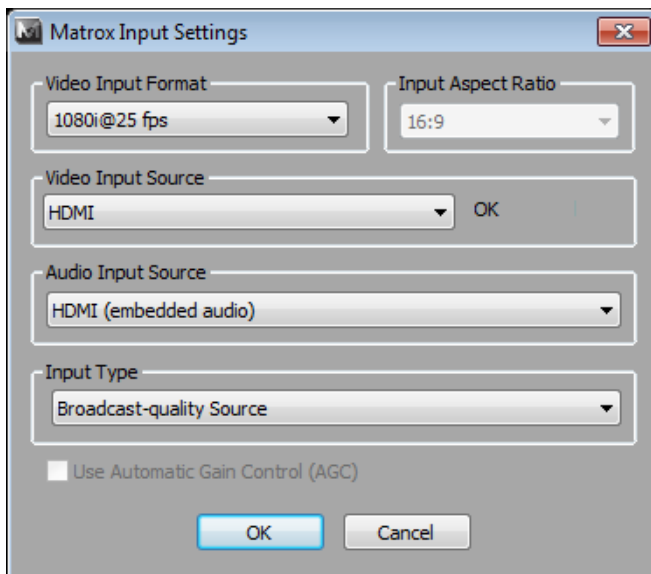 Matrox Input Settings
Video Input Format
Input Aspect Ratio
1080i@25 fps
16:9
Video Input Source
HDMI
OK
Audio Input Source
HDMI (embedded audio)
Input Type
Broadcast-quality Source
Use Automatic Gain Control (AGC)
OK
Cancel